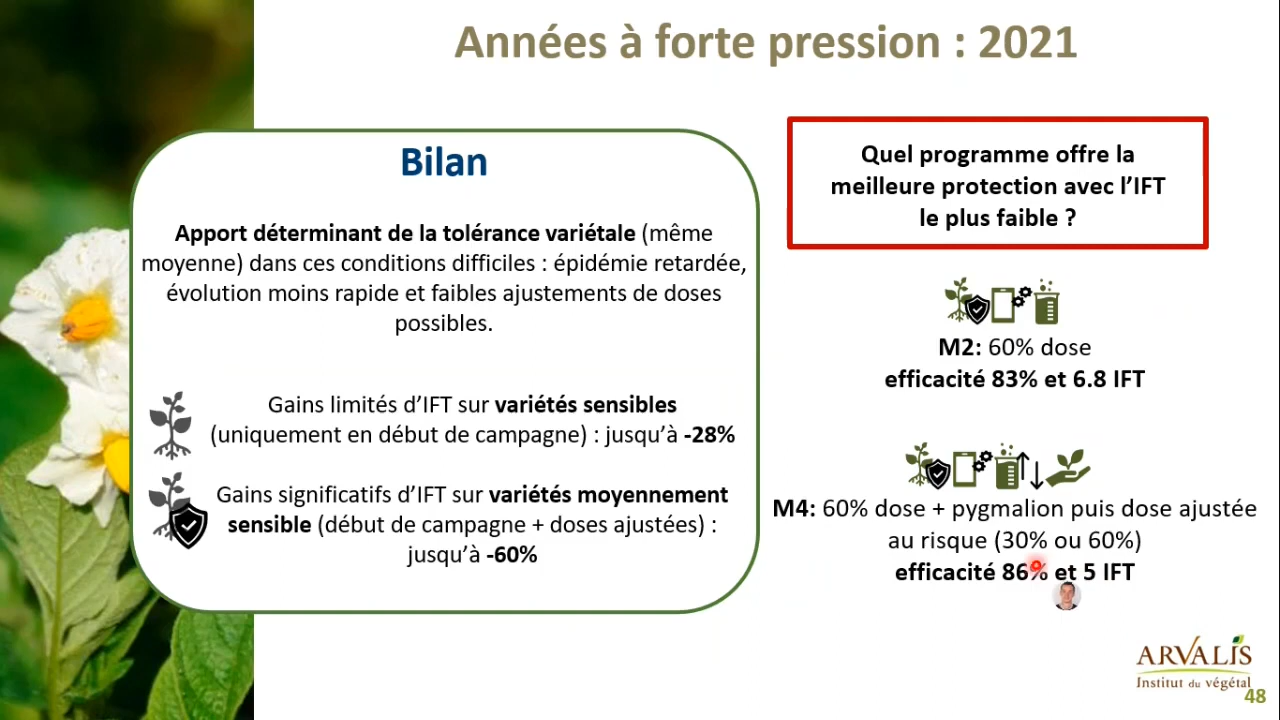 Années à forte pression : 2021
Bilan
Apport déterminant de la tolérance variétale (même
moyenne) dans ces conditions difficiles : épidémie retardée,
évolution moins rapide et faibles ajustements de doses
possibles.
Gains limités d’IFT sur variétés sensibles
(uniquement en début de campagne) : jusqu’à -28%
Gains significatifs d’IFT sur variétés moyennement
sensible (début de campagne + doses ajustées) :
jusqu’à -60%
Quel programme offre la
meilleure protection avec l’IFT
le plus faible ?
M2: 60% dose
efficacité 83% et 6.8 IFT
M4: 60% dose + pygmalion puis dose ajustée
au risque (30% ou 60%)
efficacité 86% et 5 IFT
ARVALIS
Institut du végétal
48